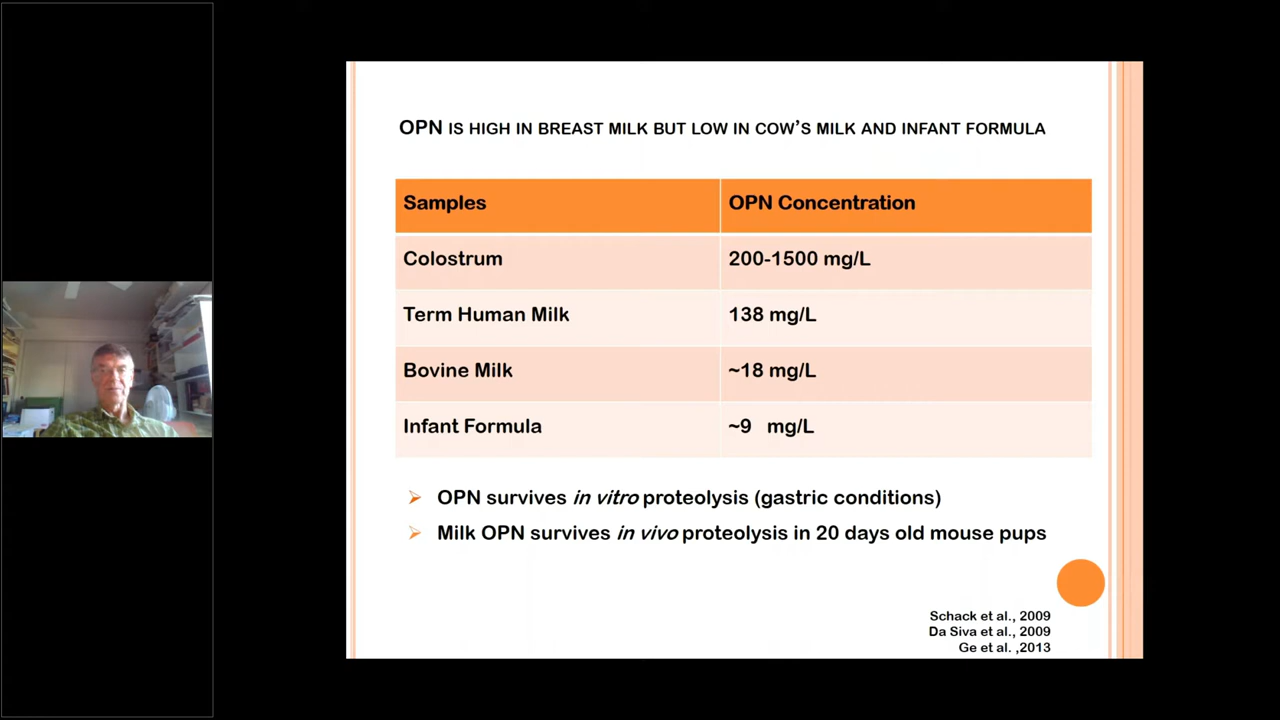 OPN IS HIGH IN BREAST MILK BUT LOW IN COW'S MILK AND INFANT FORMULA
Samples OPN Concentration
Colostrum 200-1500 mg/L
Term Human Milk 138 mg/L
Bovine Milk ~18 mg/L
Infant Formula ~9 mg/L
OPN survives in vitro proteolysis (gastric conditions)
Milk OPN survives in vivo proteolysis in 20 days old mouse pups
Schack et al., 2009
Da Siva et al., 2009
Ge et al. ,2013